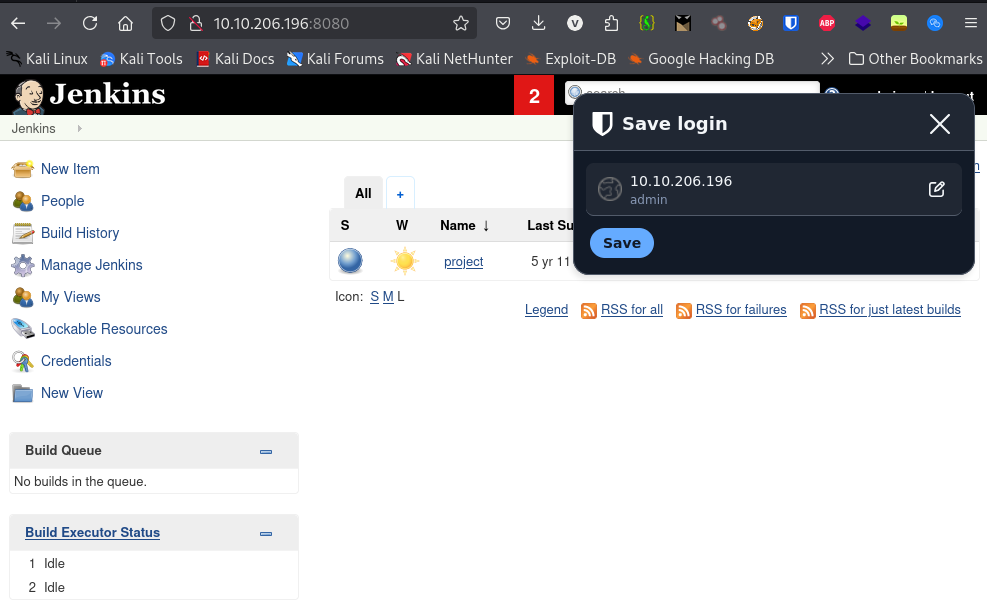 10.10.206.196:8080
Kali Linux Kali Tools Kali Docs Kali Forums Kali NetHunter Exploit-DB Google Hacking DB Other Bookmarks
Jenkins 2 search
Jenkins
Save login
10.10.206.196
admin
Save
New Item
People
Build History
Manage Jenkins
My Views
Lockable Resources
Credentials
New View
All +
S W Name ↓ Last Su
project 5 yr 11
Icon: S M L
Legend RSS for all RSS for failures RSS for just latest builds
Build Queue
No builds in the queue.
Build Executor Status
1 Idle
2 Idle